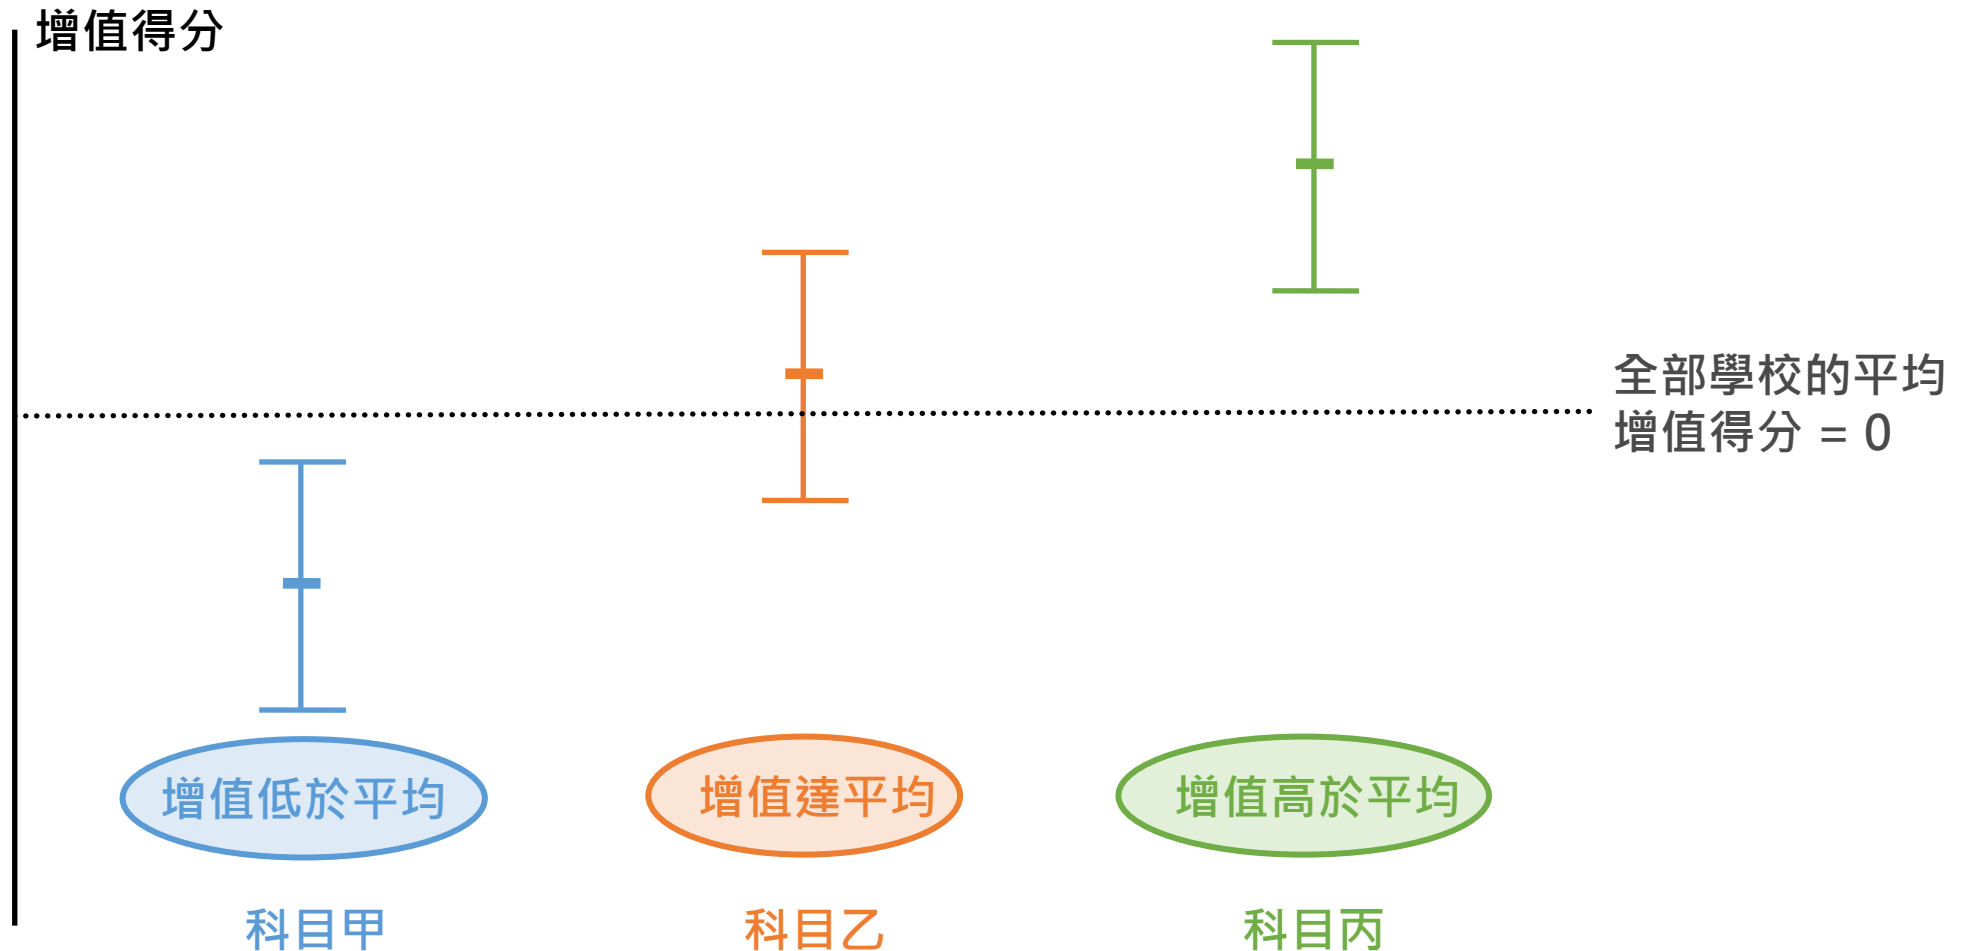 增值得分
全部學校的平均
增值得分 = 0
增值低於平均
增值達平均
增值高於平均
科目甲
科目乙
科目丙